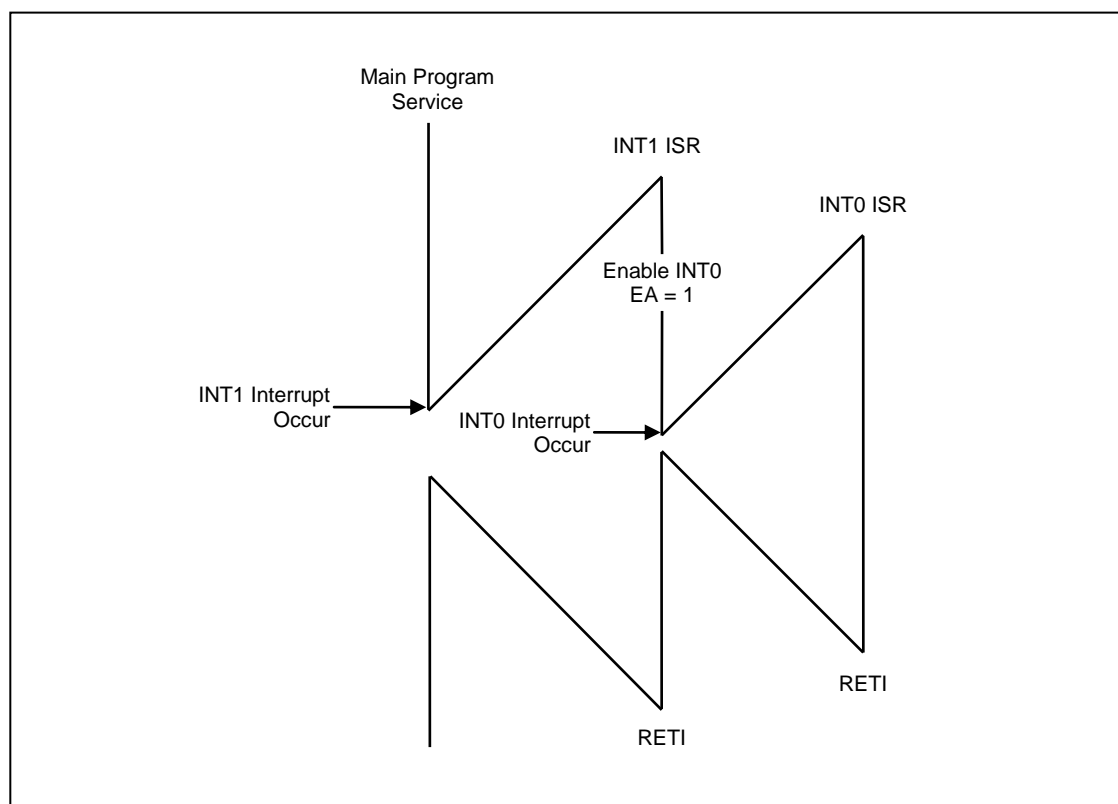 Main Program
Service
INT1 ISR
INT0 ISR
Enable INT0
EA = 1
INT1 Interrupt
Occur
INT0 Interrupt
Occur
RETI
RETI